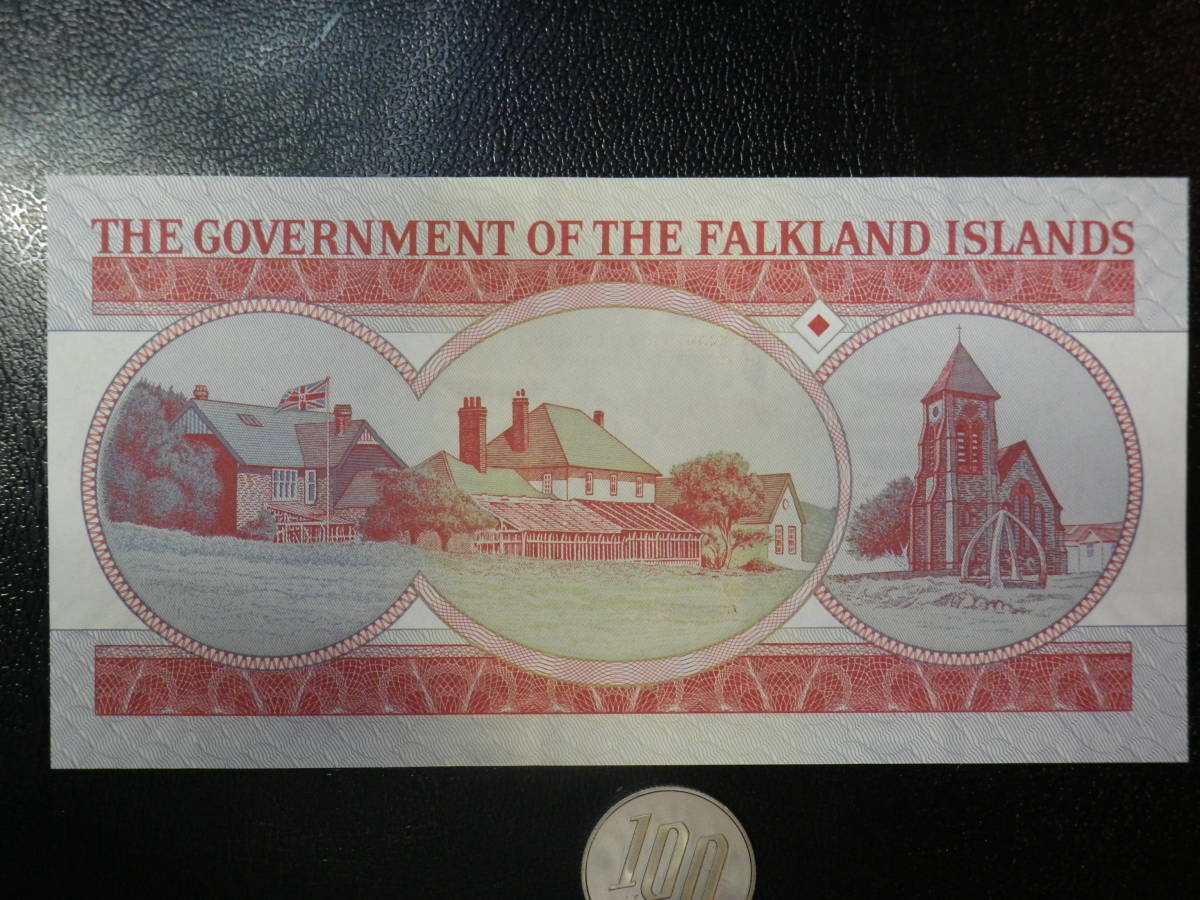 THE GOVERNMENT OF THE FALKLAND ISLANDS
100